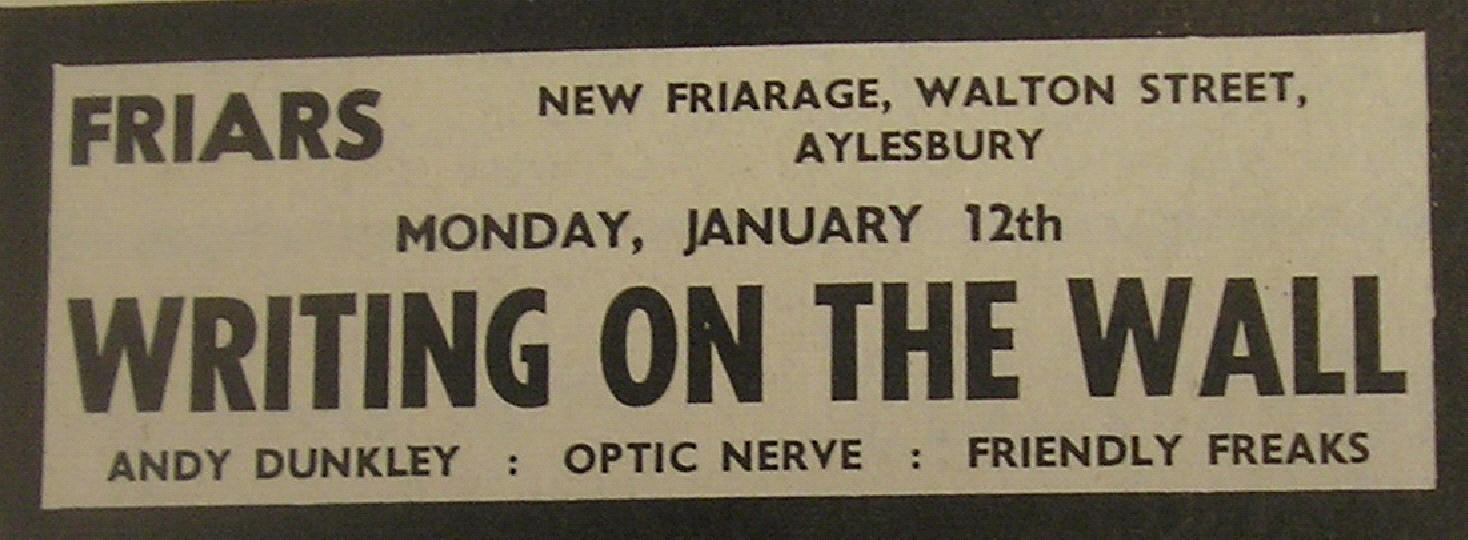 FRIARS
NEW FRIARAGE, WALTON STREET,
AYLESBURY
MONDAY, JANUARY 12th
WRITING ON THE WALL
ANDY DUNKLEY : OPTIC NERVE : FRIENDLY FREAKS